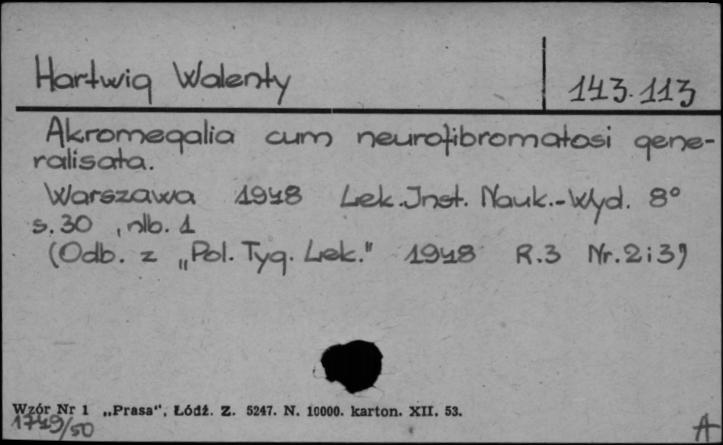 Hartwig Walenty 143.113
Akromegalia cum neurofibromatosi gene-
ralisata.
Warszawa 1948 Lek. Inst. Nauk.-Wyd. 8°
s. 30, nlb. 1
(Odb. z „Pol. Tyg. Lek." 1948 R.3 Nr. 2 i 3)
Wzór Nr 1 „Prasa", Łódź. Z. 5247. N. 10000. karton. XII. 53.
1749/50 A